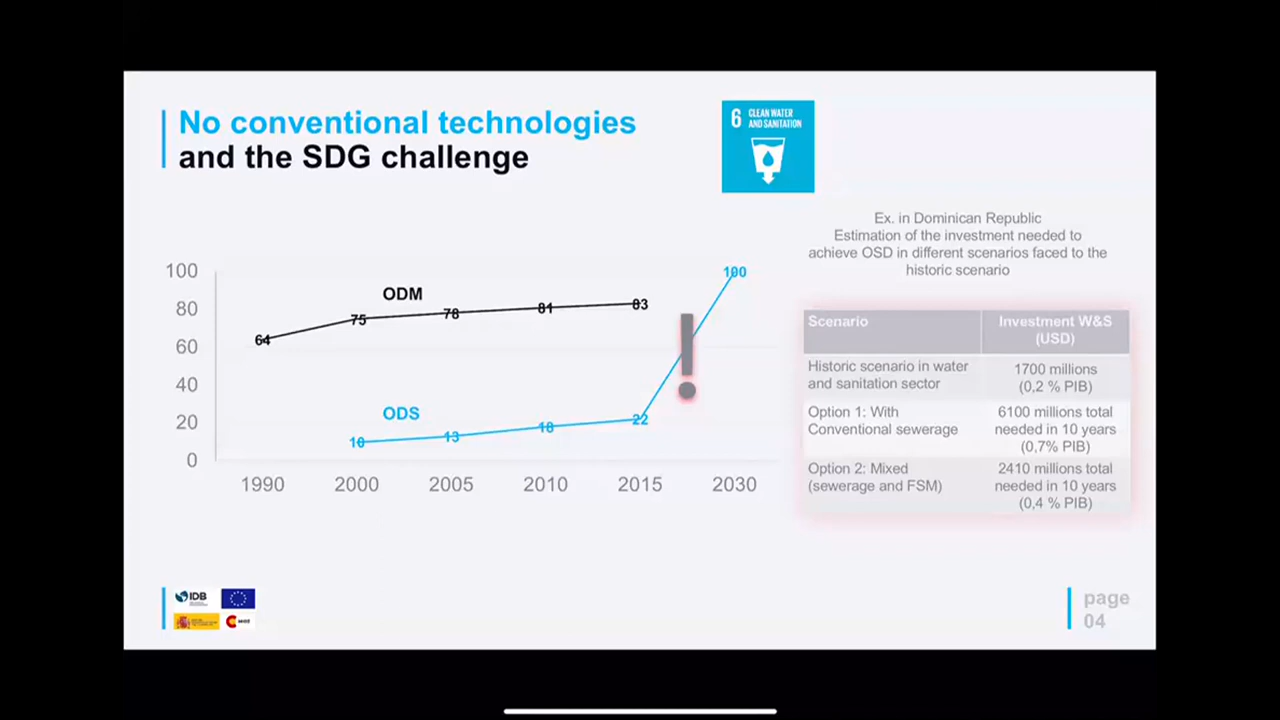 No conventional technologies
and the SDG challenge
6 CLEAN WATER
AND SANITATION
Ex. in Dominican Republic
Estimation of the investment needed to
achieve OSD in different scenarios faced to the
historic scenario
100
80
60
40
20
0
ODM
64
75
78
81
83
100
ODS
10
13
18
22
!
1990
2000
2005
2010
2015
2030
Scenario
Investment W&S
(USD)
Historic scenario in water
and sanitation sector
1700 millions
(0,2 % PIB)
Option 1: With
Conventional sewerage
6100 millions total
needed in 10 years
(0,7% PIB)
Option 2: Mixed
(sewerage and FSM)
2410 millions total
needed in 10 years
(0,4 % PIB)
IDB
page
04